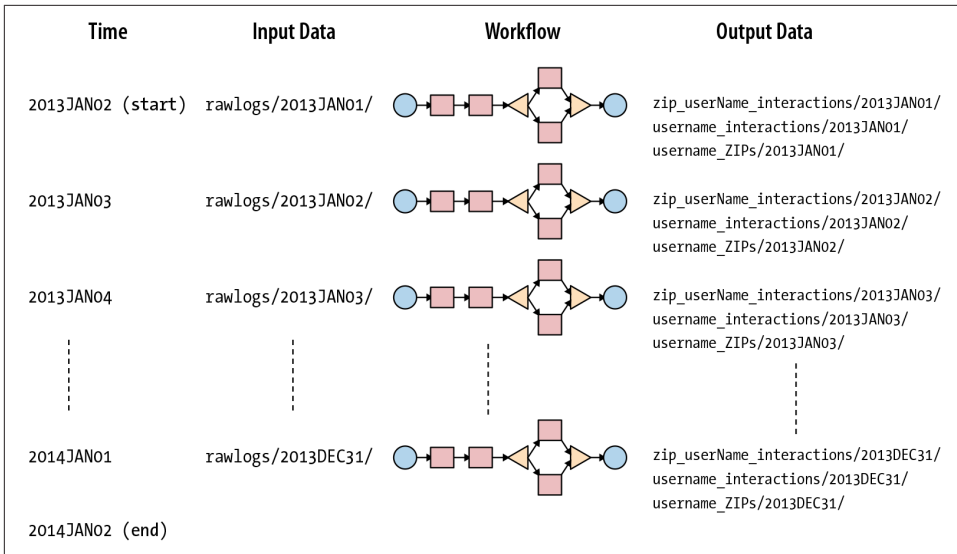 Time Input Data Workflow Output Data
2013JAN02 (start) rawlogs/2013JAN01/ zip_userName_interactions/2013JAN01/
username_interactions/2013JAN01/
username_ZIPs/2013JAN01/
2013JAN03 rawlogs/2013JAN02/ zip_userName_interactions/2013JAN02/
username_interactions/2013JAN02/
username_ZIPs/2013JAN02/
2013JAN04 rawlogs/2013JAN03/ zip_userName_interactions/2013JAN03/
username_interactions/2013JAN03/
username_ZIPs/2013JAN03/
2014JAN01 rawlogs/2013DEC31/ zip_userName_interactions/2013DEC31/
username_interactions/2013DEC31/
username_ZIPs/2013DEC31/
2014JAN02 (end)